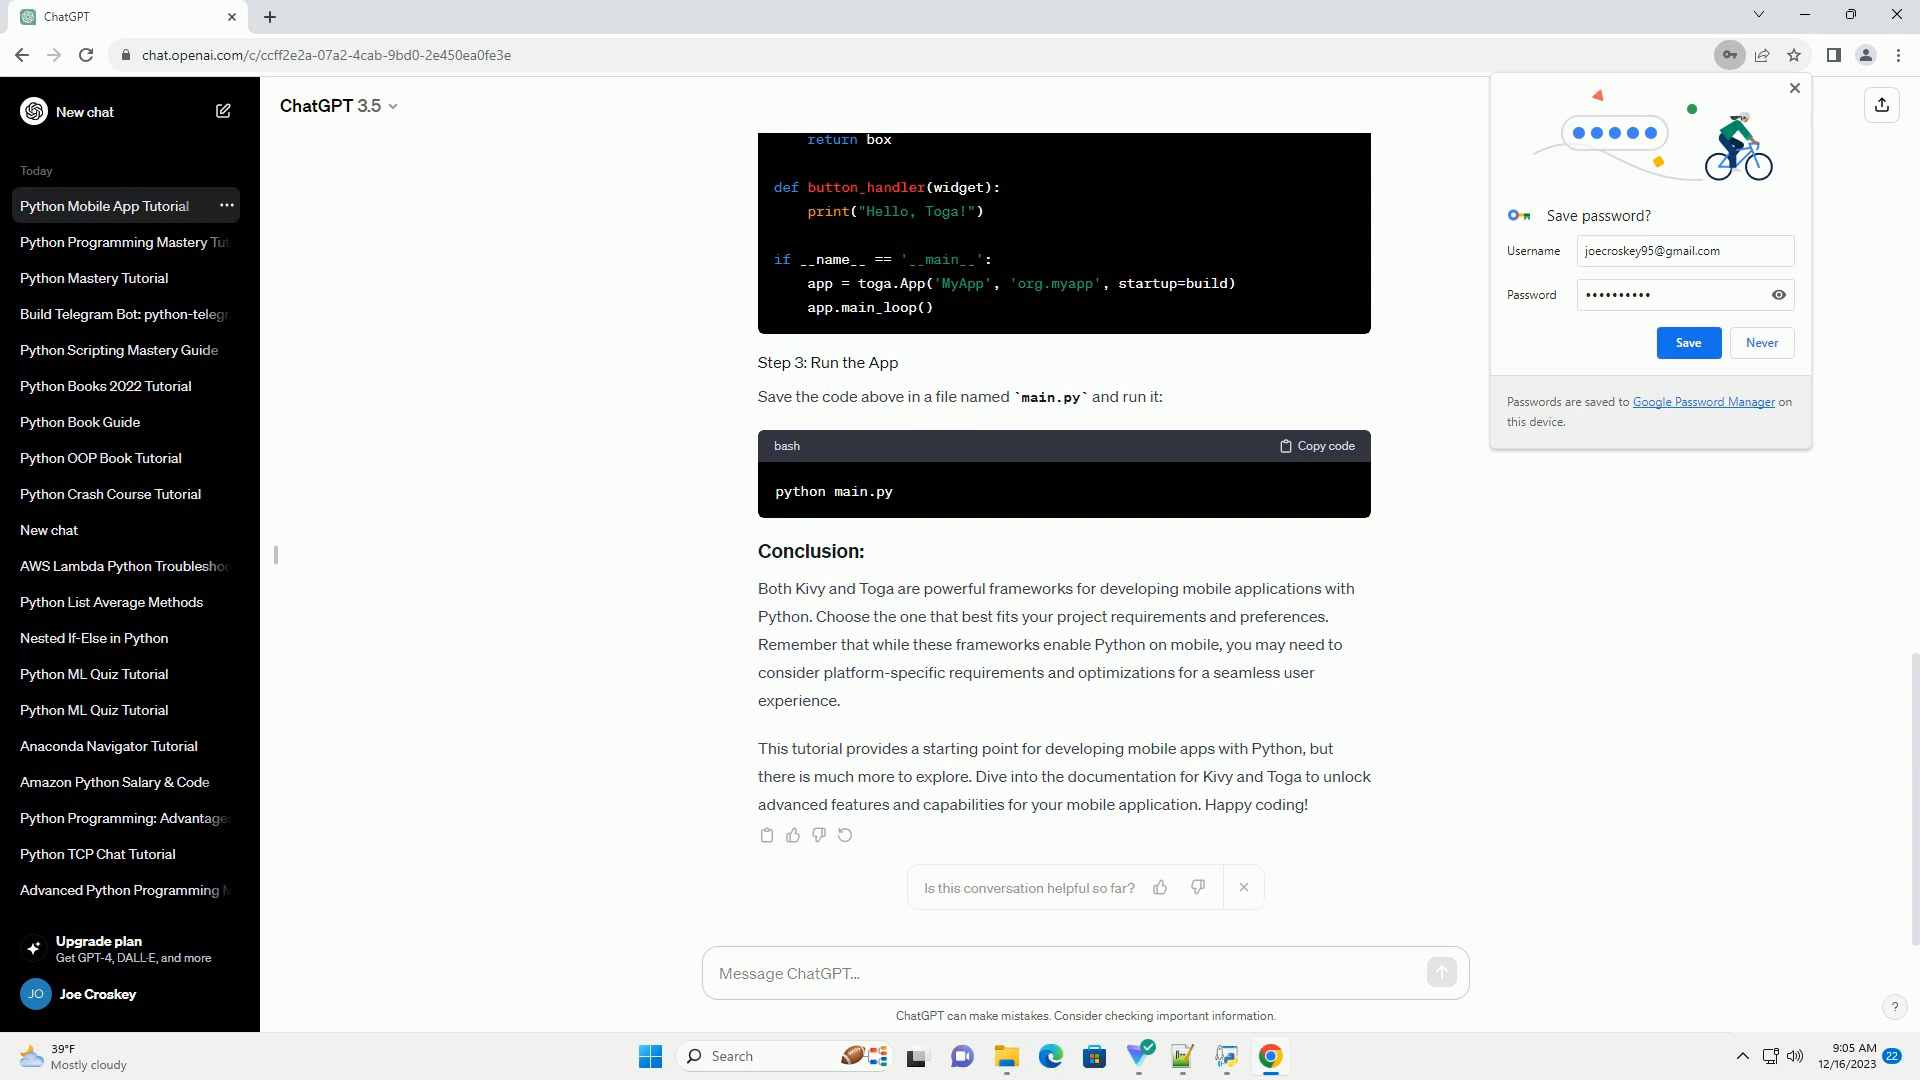 ChatGPT
chat.openai.com/c/ccff2e2a-07a2-4cab-9bd0-2e450ea0fe3e
New chat
Today
Python Mobile App Tutorial
Python Programming Mastery Tut
Python Mastery Tutorial
Build Telegram Bot: python-telegr
Python Scripting Mastery Guide
Python Books 2022 Tutorial
Python Book Guide
Python OOP Book Tutorial
Python Crash Course Tutorial
New chat
AWS Lambda Python Troubleshoo
Python List Average Methods
Nested If-Else in Python
Python ML Quiz Tutorial
Python ML Quiz Tutorial
Anaconda Navigator Tutorial
Amazon Python Salary & Code
Python Programming: Advantage
Python TCP Chat Tutorial
Advanced Python Programming M
Upgrade plan
Get GPT-4, DALL·E, and more
JO Joe Croskey
ChatGPT 3.5
return box
def button_handler(widget):
print("Hello, Toga!")
if __name__ == '__main__':
app = toga.App('MyApp', 'org.myapp', startup=build)
app.main_loop()
Step 3: Run the App
Save the code above in a file named `main.py` and run it:
bash Copy code
python main.py
Conclusion:
Both Kivy and Toga are powerful frameworks for developing mobile applications with
Python. Choose the one that best fits your project requirements and preferences.
Remember that while these frameworks enable Python on mobile, you may need to
consider platform-specific requirements and optimizations for a seamless user
experience.
This tutorial provides a starting point for developing mobile apps with Python, but
there is much more to explore. Dive into the documentation for Kivy and Toga to unlock
advanced features and capabilities for your mobile application. Happy coding!
Is this conversation helpful so far?
Message ChatGPT...
ChatGPT can make mistakes. Consider checking important information.
?
Save password?
Username joecroskey95@gmail.com
Password ••••••••••
Save Never
Passwords are saved to Google Password Manager on
this device.
39°F
Mostly cloudy
Search
9:05 AM
12/16/2023
22